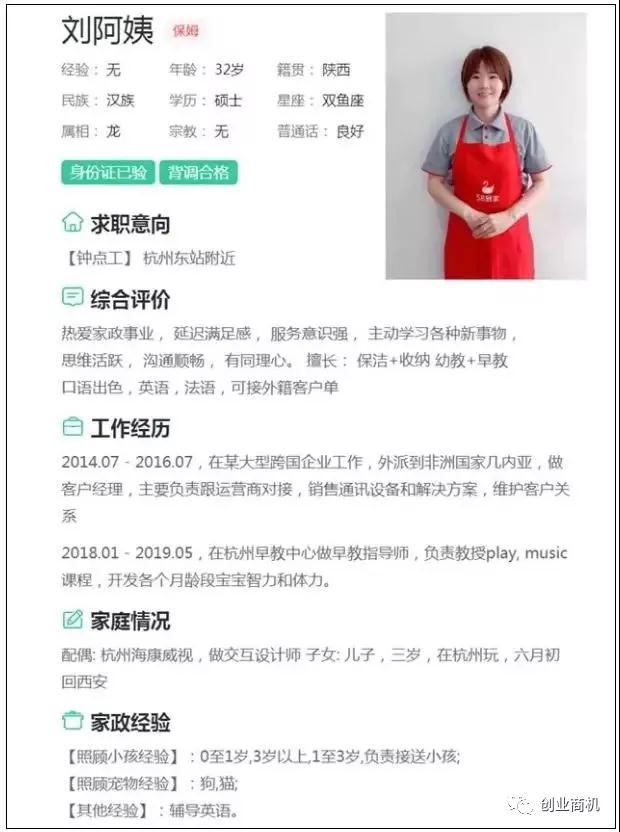 刘阿姨 保姆
经验： 无 年龄： 32岁 籍贯： 陕西
民族： 汉族 学历： 硕士 星座： 双鱼座
属相： 龙 宗教： 无 普通话： 良好
身份证已验 背调合格
58到家
求职意向
【钟点工】 杭州东站附近
综合评价
热爱家政事业， 延迟满足感， 服务意识强， 主动学习各种新事物，
思维活跃， 沟通顺畅， 有同理心。 擅长： 保洁+收纳 幼教+早教
口语出色，英语，法语，可接外籍客户单
工作经历
2014.07 - 2016.07，在某大型跨国企业工作，外派到非洲国家几内亚，做
客户经理，主要负责跟运营商对接，销售通讯设备和解决方案，维护客户关
系
2018.01 - 2019.05，在杭州早教中心做早教指导师，负责教授play, music
课程，开发各个月龄段宝宝智力和体力。
家庭情况
配偶: 杭州海康威视，做交互设计师 子女: 儿子，三岁，在杭州玩，六月初
回西安
家政经验
【照顾小孩经验】：0至1岁,3岁以上,1至3岁,负责接送小孩;
【照顾宠物经验】：狗,猫;
【其他经验】：辅导英语。
创业商机